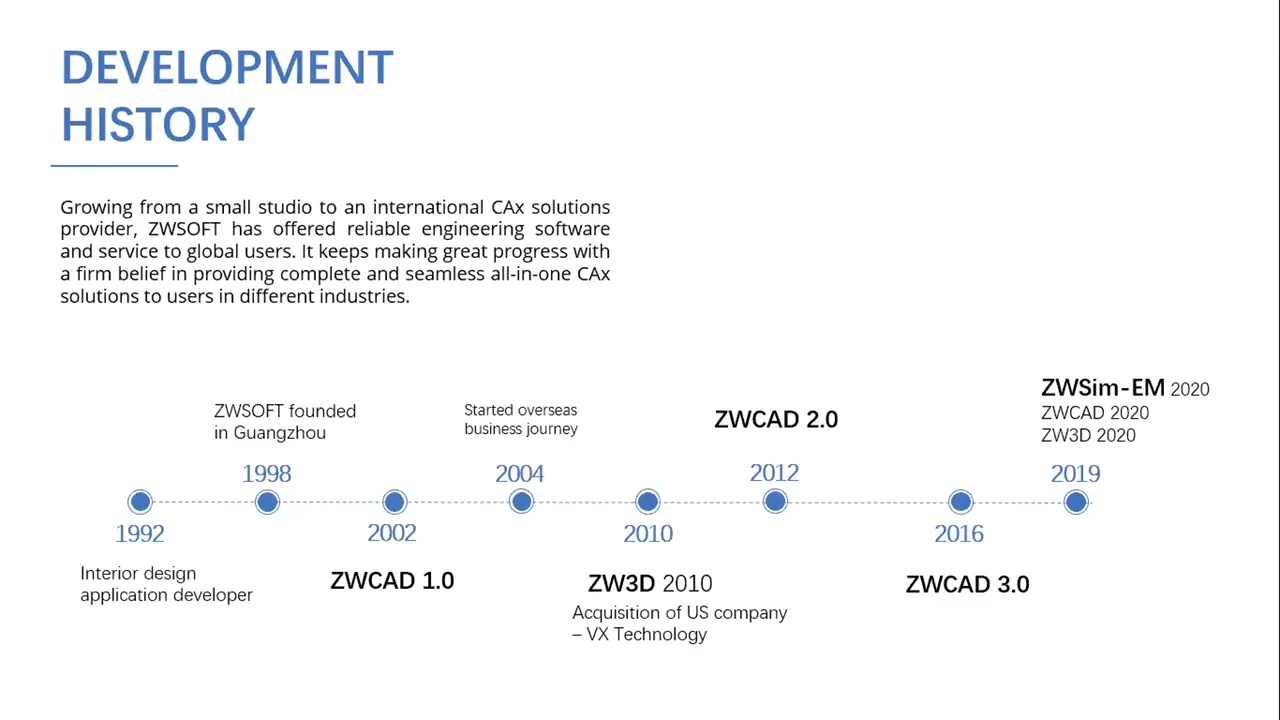 DEVELOPMENT
HISTORY
Growing from a small studio to an international CAx solutions
provider, ZWSOFT has offered reliable engineering software
and service to global users. It keeps making great progress with
a firm belief in providing complete and seamless all-in-one CAx
solutions to users in different industries.
1992
Interior design
application developer
ZWSOFT founded
in Guangzhou
1998
2002
ZWCAD 1.0
Started overseas
business journey
2004
2010
ZW3D 2010
Acquisition of US company
– VX Technology
ZWCAD 2.0
2012
2016
ZWCAD 3.0
ZWSim-EM 2020
ZWCAD 2020
ZW3D 2020
2019